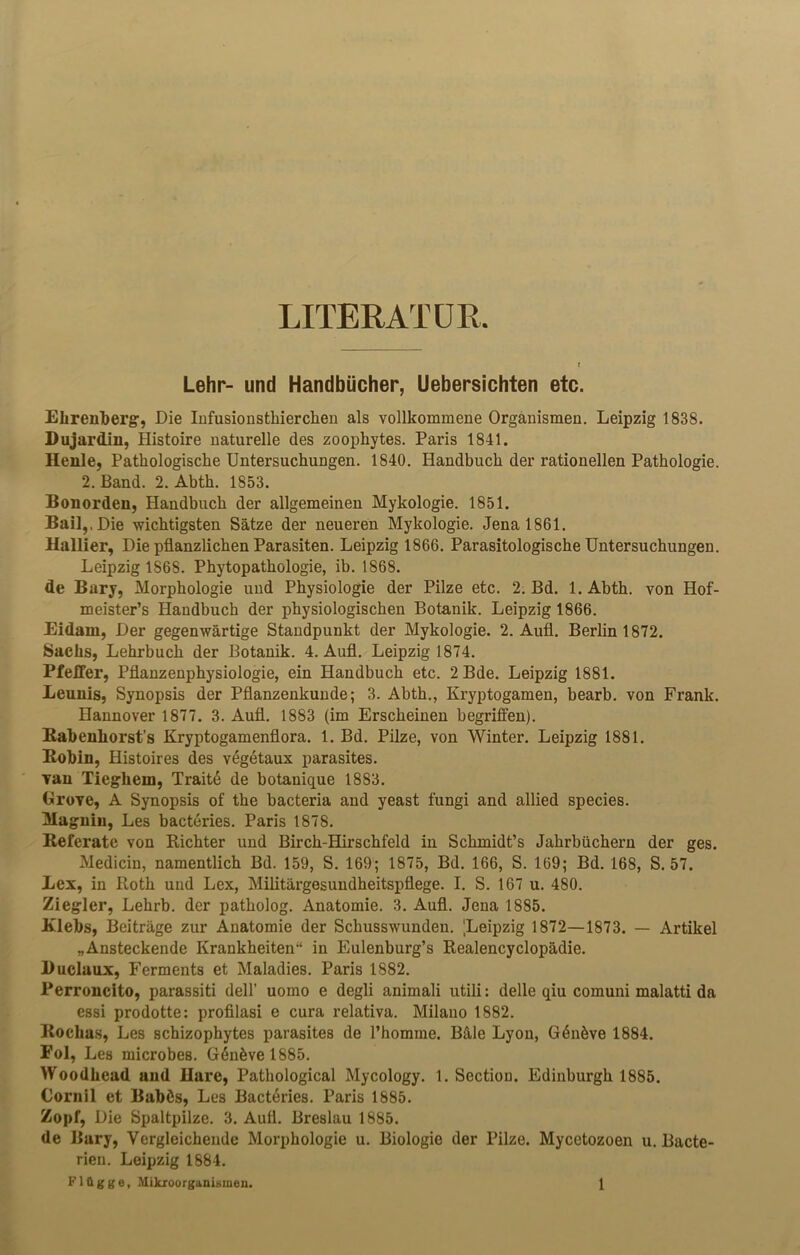 LITERATUR.
Lehr- und Handbücher, Uebersichten etc.
Ehrenberg, Die Infusionsthierchen als vollkommene Organismen. Leipzig 1838.
Dujardin, Histoire naturelle des zoophytes. Paris 1841.
Henle, Pathologische Untersuchungen. 1840. Handbuch der rationellen Pathologie.
2. Band. 2. Abth. 1853.
Bonorden, Handbuch der allgemeinen Mykologie. 1851.
Bail,. Die wichtigsten Sätze der neueren Mykologie. Jena 1861.
Hallier, Die pflanzlichen Parasiten. Leipzig 1866. Parasitologische Untersuchungen.
Leipzig 1868. Phytopathologie, ib. 1868.
de Bary, Morphologie und Physiologie der Pilze etc. 2. Bd. 1. Abth. von Hof-
meister's Handbuch der physiologischen Botanik. Leipzig 1866.
Eidam, Der gegenwärtige Standpunkt der Mykologie. 2. Aufl. Berlin 1872.
Sachs, Lehrbuch der Botanik. 4. Aufl. Leipzig 1874.
Pfeffer, Pflanzenphysiologie, ein Handbuch etc. 2 Bde. Leipzig 1881.
Leunis, Synopsis der Pflanzenkunde; 3. Abth., Kryptogamen, bearb. von Frank.
Hannover 1877. 3. Aufl. 1883 (im Erscheinen begriffen).
Rabenhorst's Kryptogamenflora. 1. Bd. Pilze, von Winter. Leipzig 1881.
Robin, Histoires des végétaux parasites.
van Tieghem, Traité de botanique 1883.
Grove, A Synopsis of the bacteria and yeast fungi and allied species.
Magnin, Les bactéries. Paris 1878.
Referate von Richter und Birch-Hirschfeld in Schmidt's Jahrbüchern der ges.
Medicin, namentlich Bd. 159, S. 169; 1875, Bd. 166, S. 169; Bd. 168, S. 57.
Lex, in Roth und Lex, Militärgesundheitspflege. I. S. 167 u. 480.
Ziegler, Lehrb. der patholog. Anatomie. 3. Aufl. Jena 1885.
Klebs, Beiträge zur Anatomie der Schusswunden. Leipzig 1872—1873. — Artikel
„Ansteckende Krankheiten“ in Eulenburg's Realencyclopädie.
Duclaux, Ferments et Maladies. Paris 1882.
Perroncito, parassiti dell' uomo e degli animali utili: delle qiu comuni malatti da
essi prodotte: profilasi e cura relativa. Milano 1882.
Rochas, Les schizophytes parasites de l'homme. Bâle Lyon, Génève 1884.
Fol, Les microbes. Génève 1885.
Woodhead and Hare, Pathological Mycology. 1. Section. Edinburgh 1885.
Cornil et Babès, Les Bactéries. Paris 1885.
Zopf, Die Spaltpilze. 3. Aufl. Breslau 1885.
de Bary, Vergleichende Morphologie u. Biologie der Pilze. Mycetozoen u. Bacte-
rien. Leipzig 1884.
Flügge, Mikroorganismen. 1